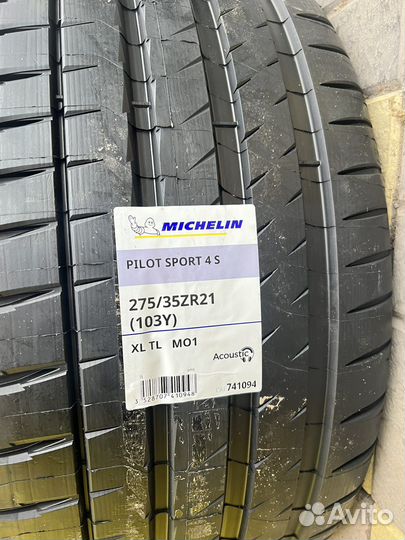 MICHELIN
PILOT SPORT 4 S
275/35ZR21
(103Y)
XL TL MO1
Acoustic
741094
3 528707 410948
Avito